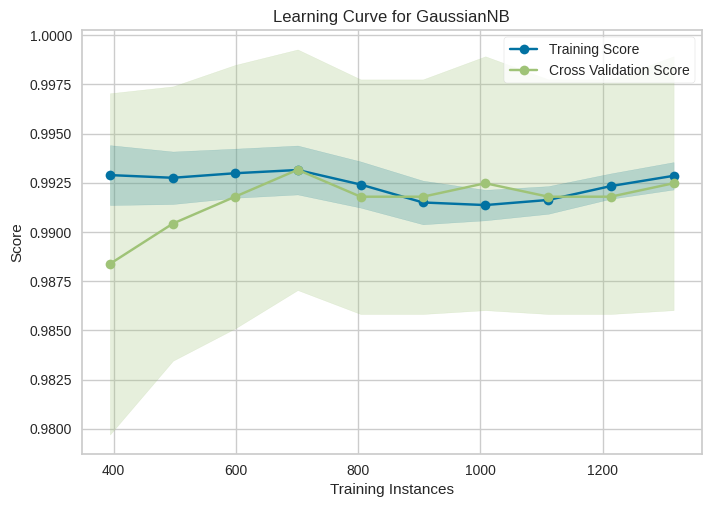 Learning Curve for GaussianNB
Training Score
Cross Validation Score
Score
1.0000
0.9975
0.9950
0.9925
0.9900
0.9875
0.9850
0.9825
0.9800
400 600 800 1000 1200
Training Instances